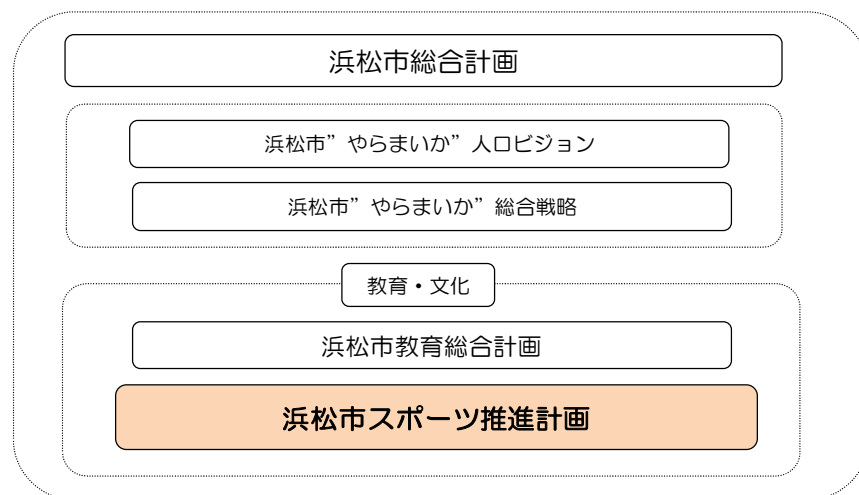 浜松市総合計画
浜松市”やらまいか”人口ビジョン
浜松市”やらまいか”総合戦略
教育・文化
浜松市教育総合計画
浜松市スポーツ推進計画